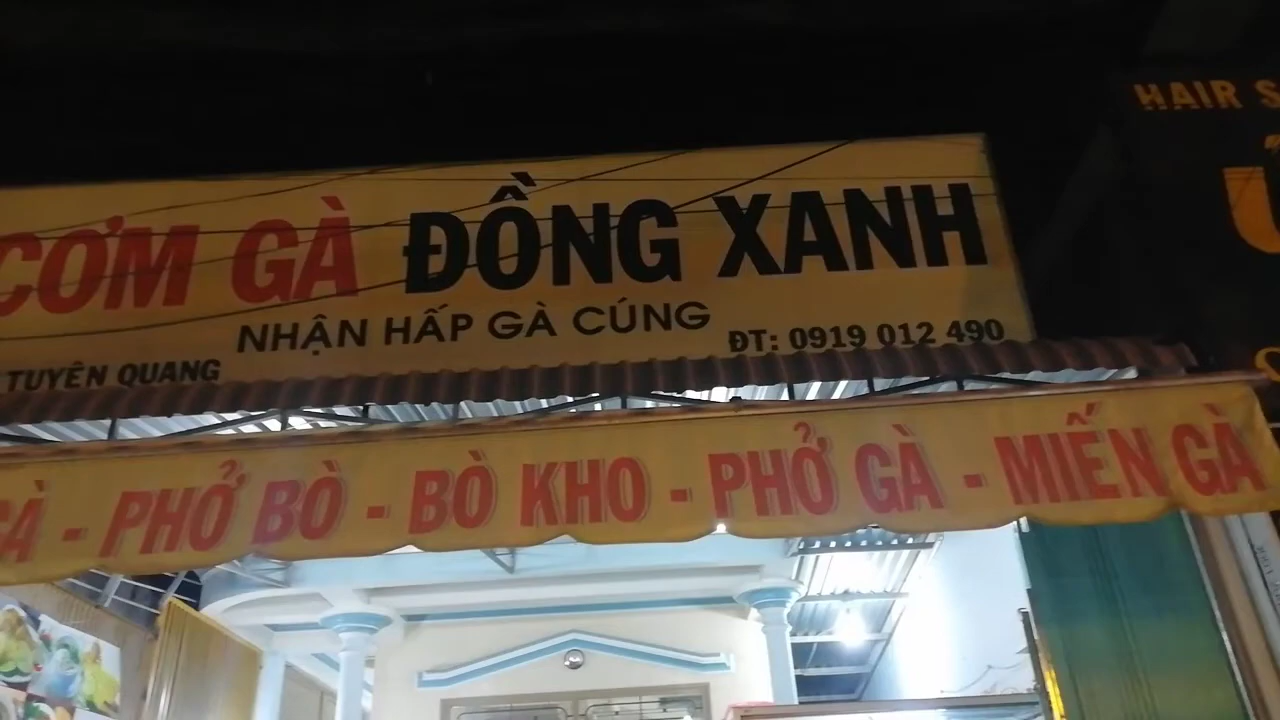 CƠM GÀ ĐỒNG XANH
NHẬN HẤP GÀ CÚNG
ĐT: 0919 012 490
TUYÊN QUANG
GÀ - PHỞ BÒ - BÒ KHO - PHỞ GÀ - MIẾN GÀ
HAIR